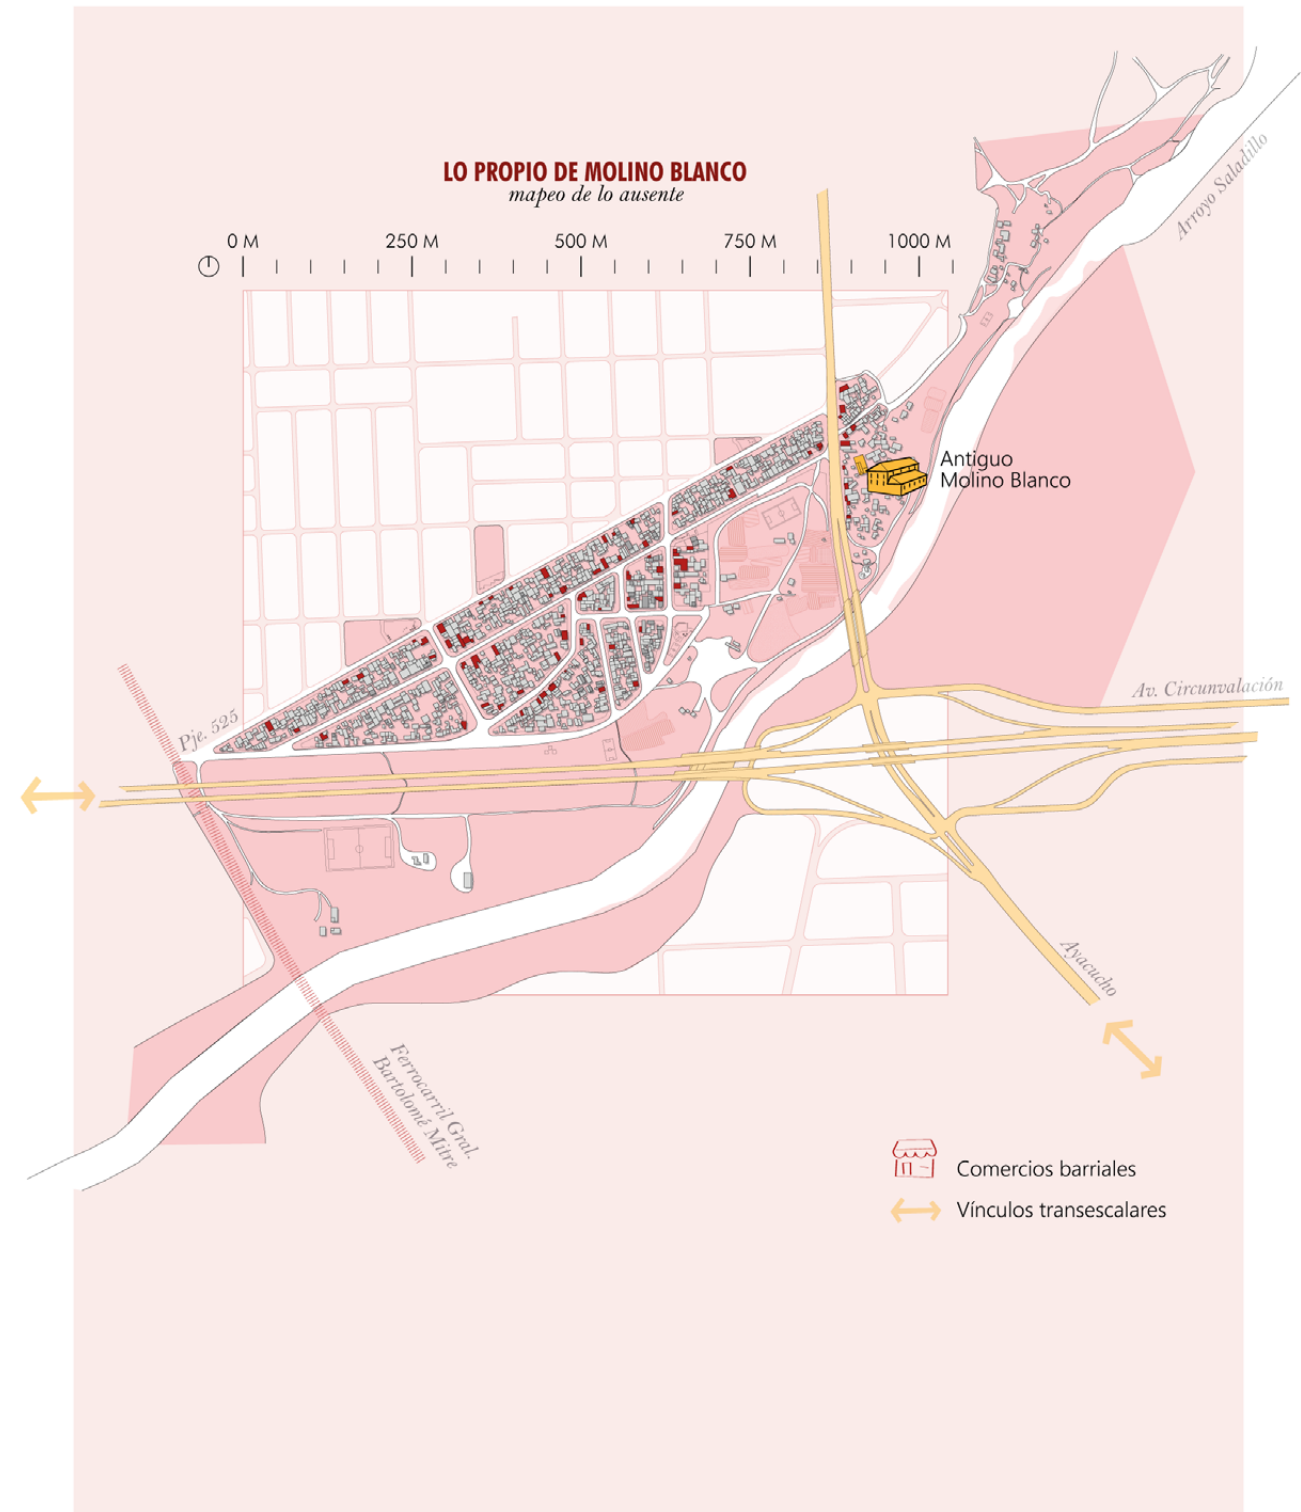 LO PROPIO DE MOLINO BLANCO
mapeo de lo ausente
0 M
250 M
500 M
750 M
1000 M
Arroyo Saladillo
Antiguo
Molino Blanco
Av. Circunvalación
Pje. 525
Ayacucho
Ferrocarril Gral.
Bartolomé Mitre
Comercios barriales
Vínculos transescalares